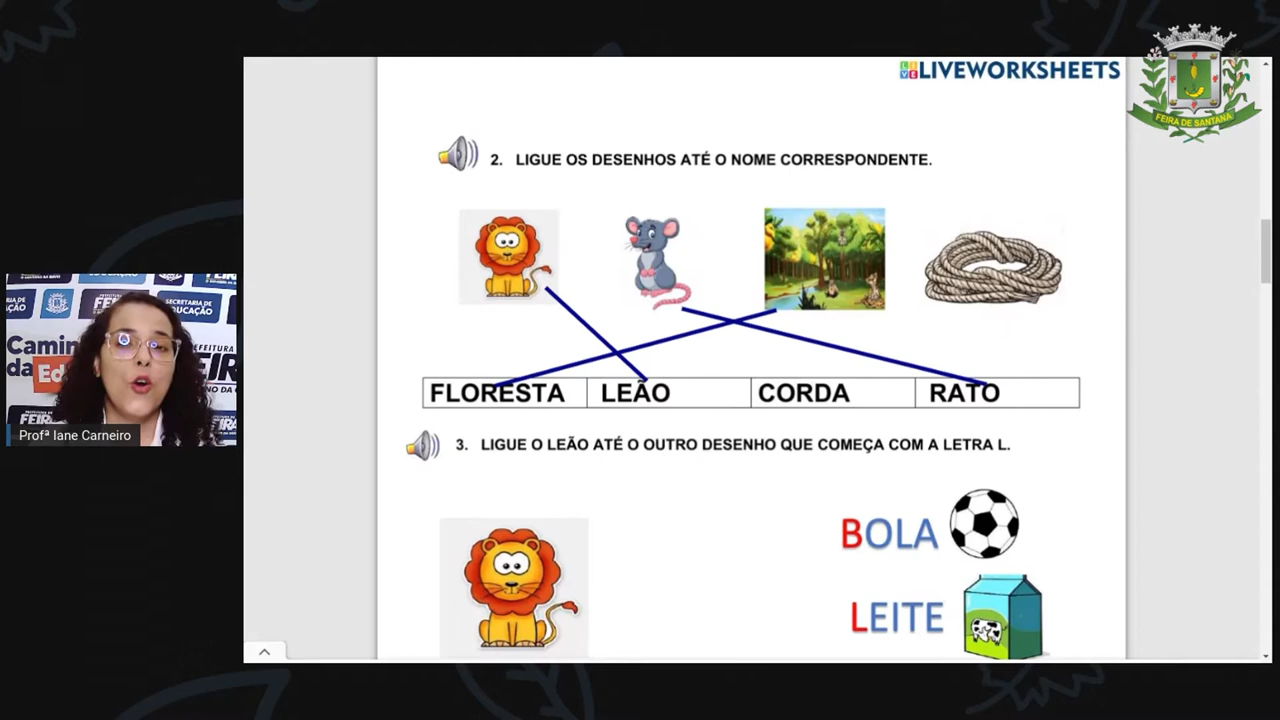 LIVEWORKSHEETS
FEIRA DE SANTANA
2. LIGUE OS DESENHOS ATÉ O NOME CORRESPONDENTE.
FLORESTA LEÃO CORDA RATO
3. LIGUE O LEÃO ATÉ O OUTRO DESENHO QUE COMEÇA COM A LETRA L.
BOLA
LEITE
SECRETARIA DE
EDUCAÇÃO
Profª Iane Carneiro